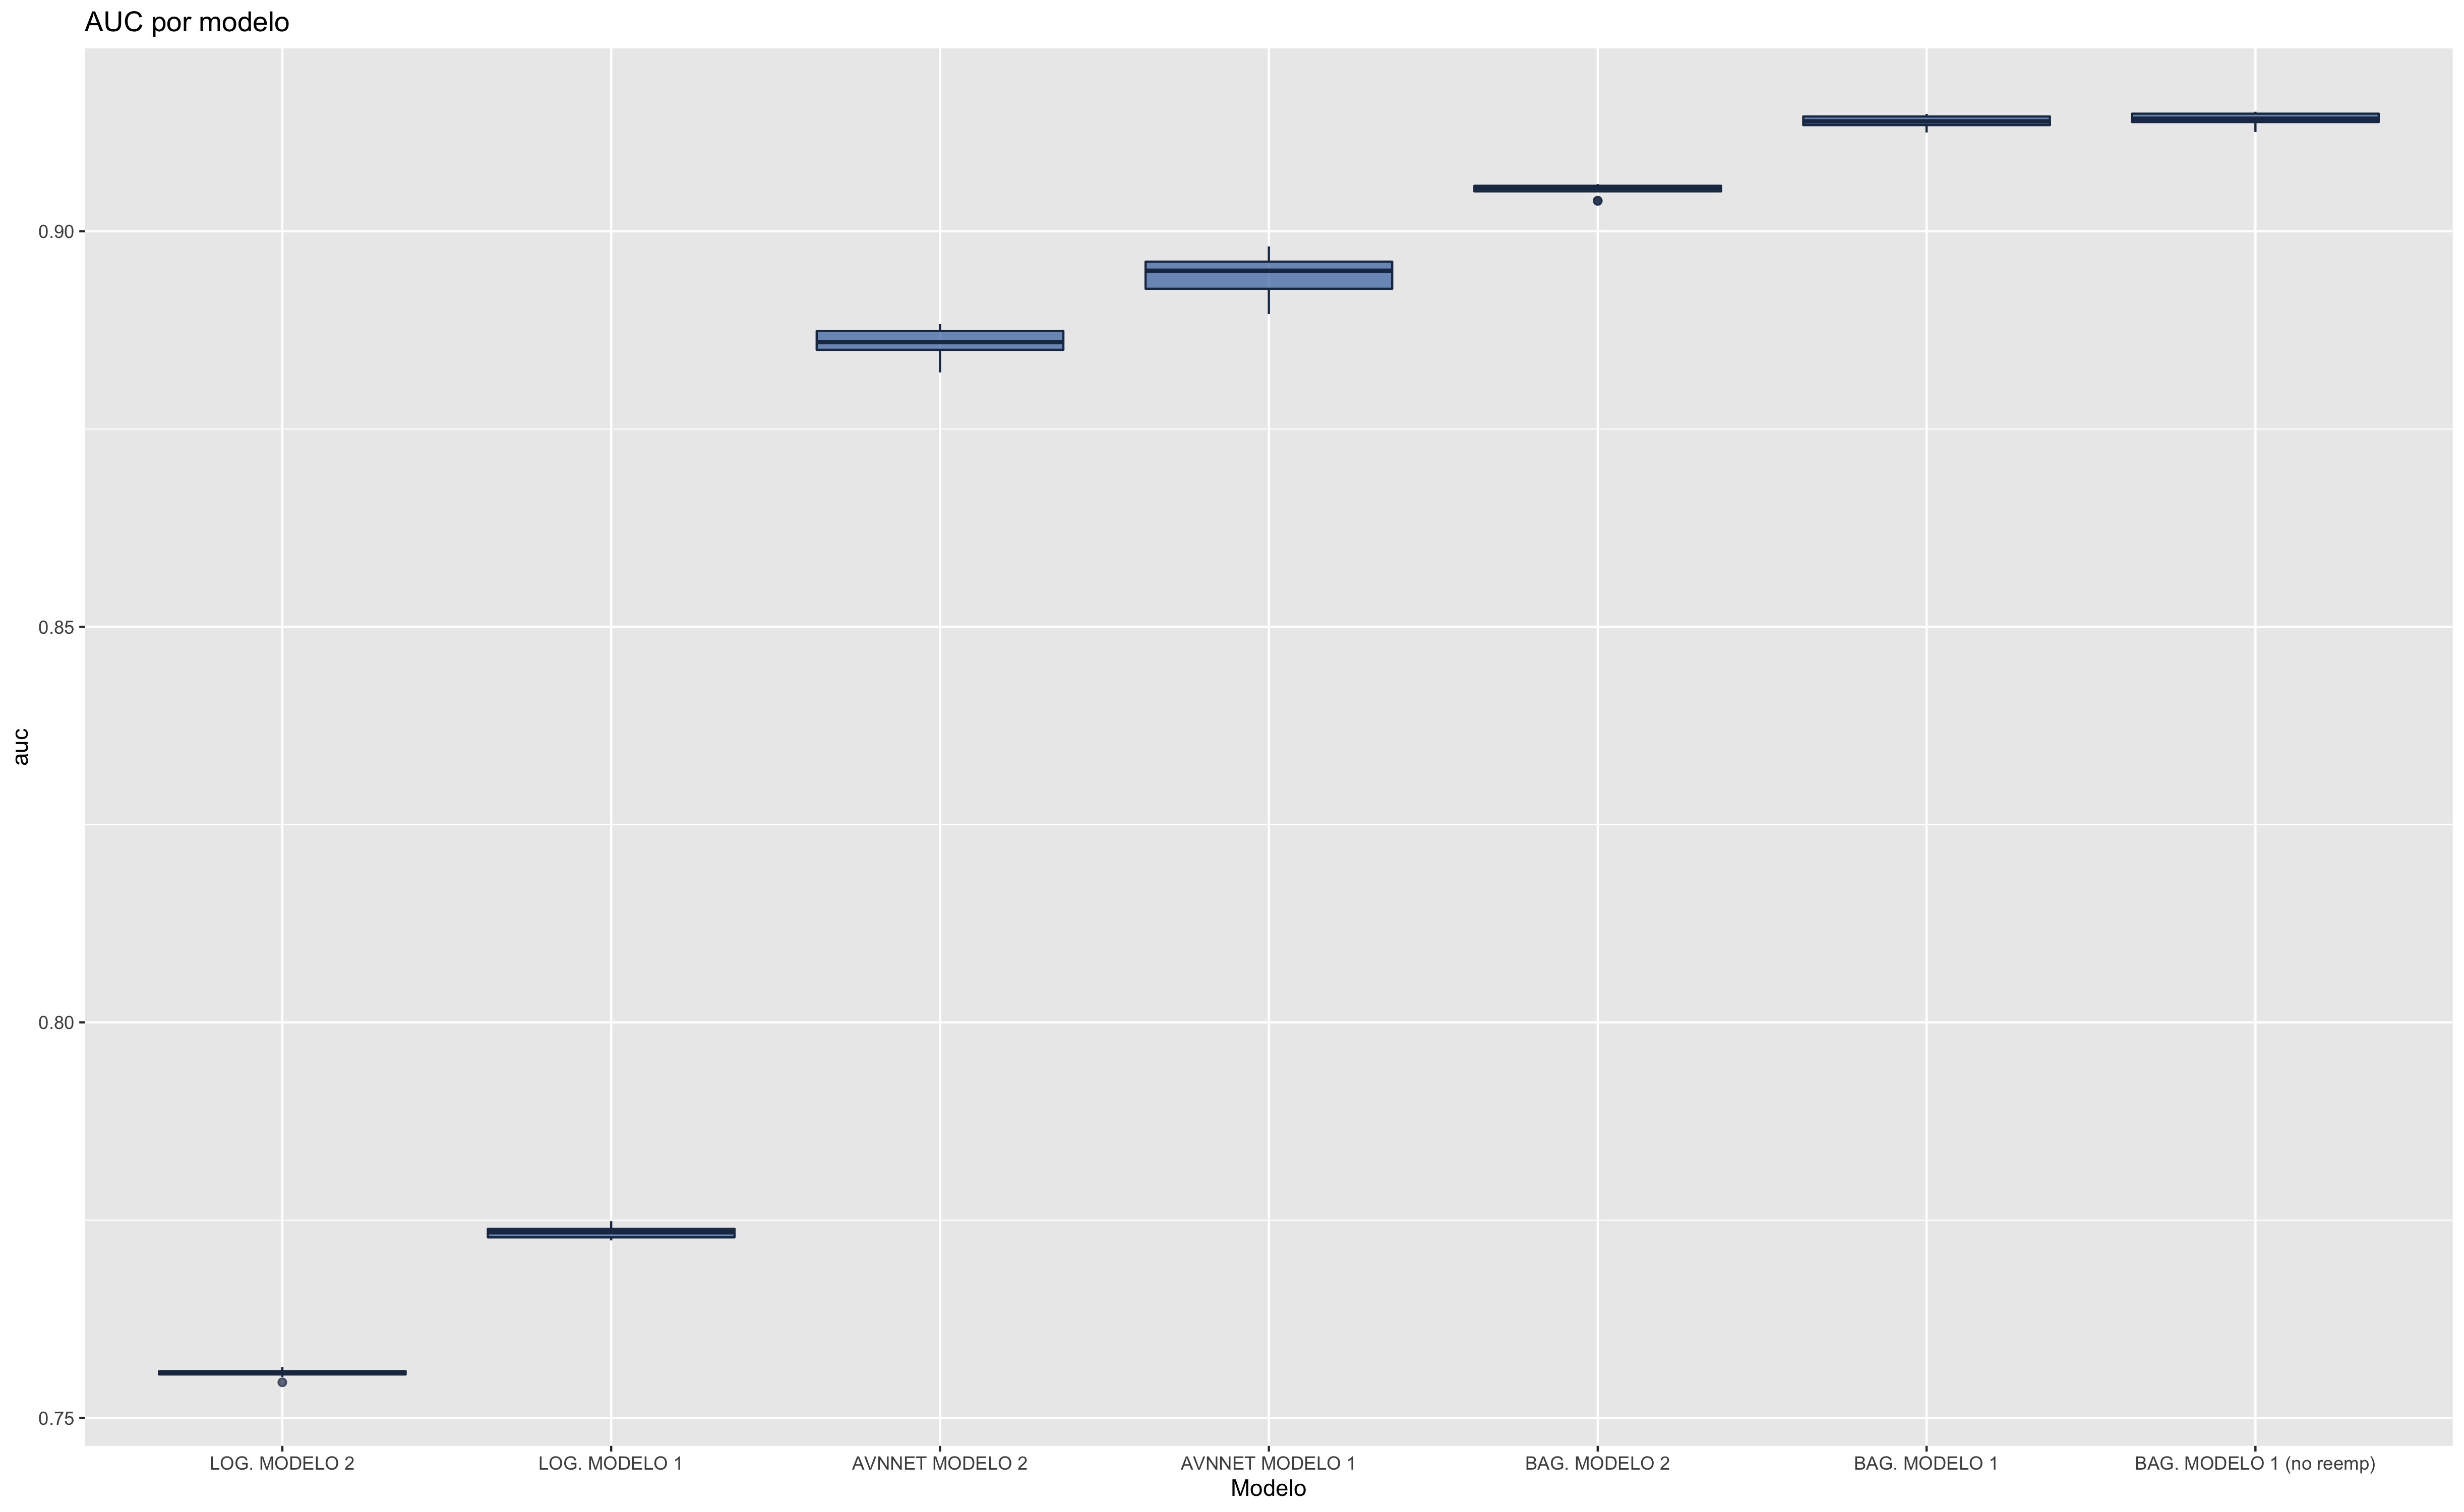 AUC por modelo
auc
0.90
0.85
0.80
0.75
LOG. MODELO 2
LOG. MODELO 1
AVNNET MODELO 2
AVNNET MODELO 1
BAG. MODELO 2
BAG. MODELO 1
BAG. MODELO 1 (no reemp)
Modelo